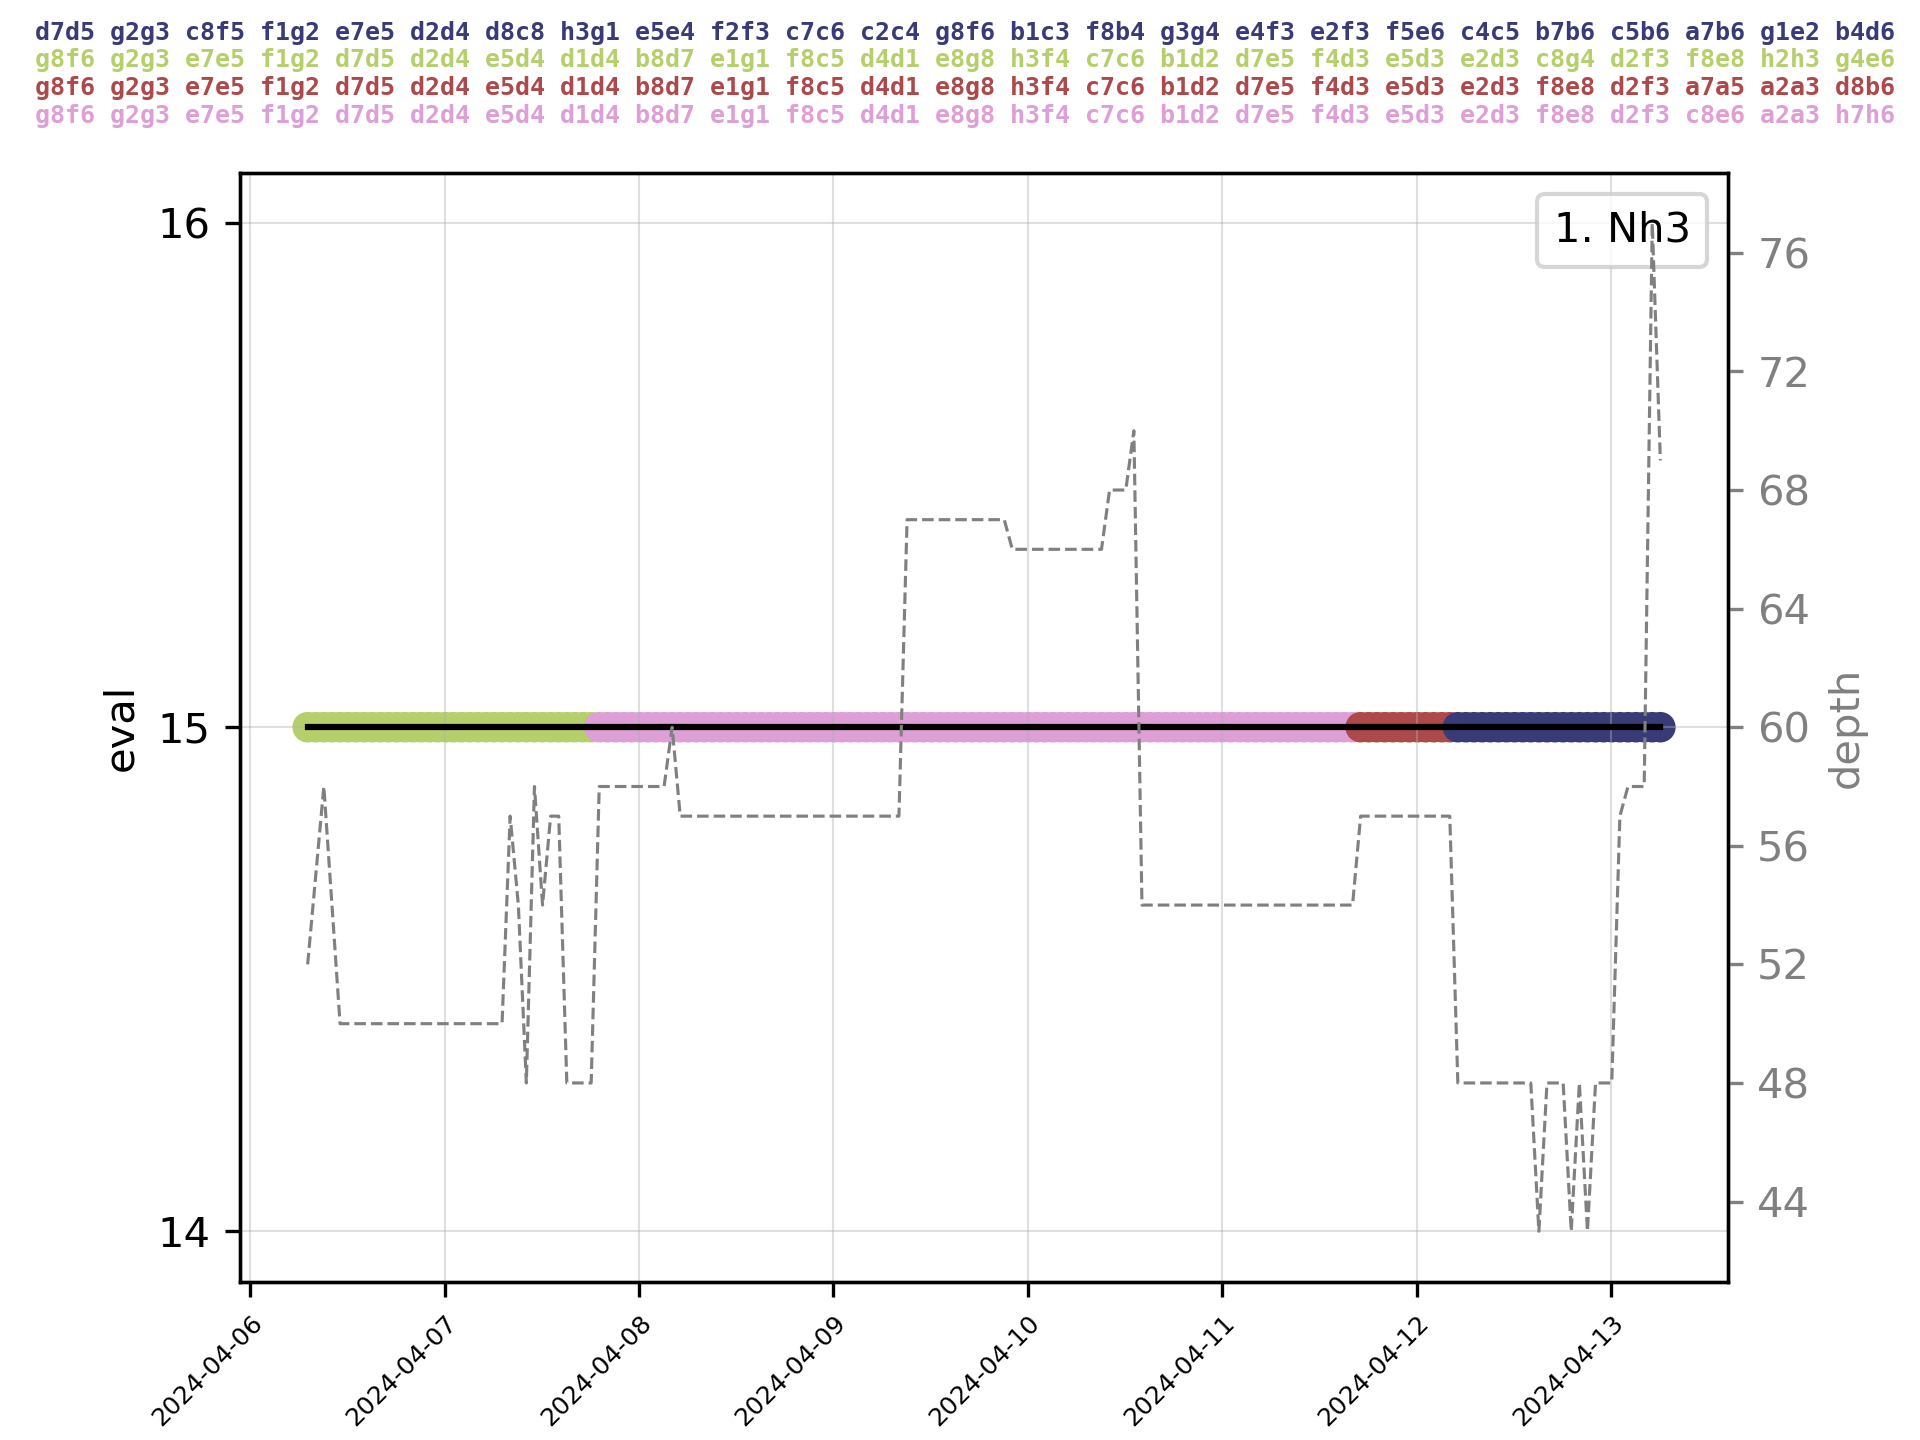 d7d5 g2g3 c8f5 f1g2 e7e5 d2d4 d8c8 h3g1 e5e4 f2f3 c7c6 c2c4 g8f6 b1c3 f8b4 g3g4 e4f3 e2f3 f5e6 c4c5 b7b6 c5b6 a7b6 g1e2 b4d6
g8f6 g2g3 e7e5 f1g2 d7d5 d2d4 e5d4 d1d4 b8d7 e1g1 f8c5 d4d1 e8g8 h3f4 c7c6 b1d2 d7e5 f4d3 e5d3 e2d3 c8g4 d2f3 f8e8 h2h3 g4e6
g8f6 g2g3 e7e5 f1g2 d7d5 d2d4 e5d4 d1d4 b8d7 e1g1 f8c5 d4d1 e8g8 h3f4 c7c6 b1d2 d7e5 f4d3 e5d3 e2d3 f8e8 d2f3 a7a5 a2a3 d8b6
g8f6 g2g3 e7e5 f1g2 d7d5 d2d4 e5d4 d1d4 b8d7 e1g1 f8c5 d4d1 e8g8 h3f4 c7c6 b1d2 d7e5 f4d3 e5d3 e2d3 f8e8 d2f3 c8e6 a2a3 h7h6
1. Nh3
16
15
14
eval
76
72
68
64
60
56
52
48
44
depth
2024-04-06
2024-04-07
2024-04-08
2024-04-09
2024-04-10
2024-04-11
2024-04-12
2024-04-13